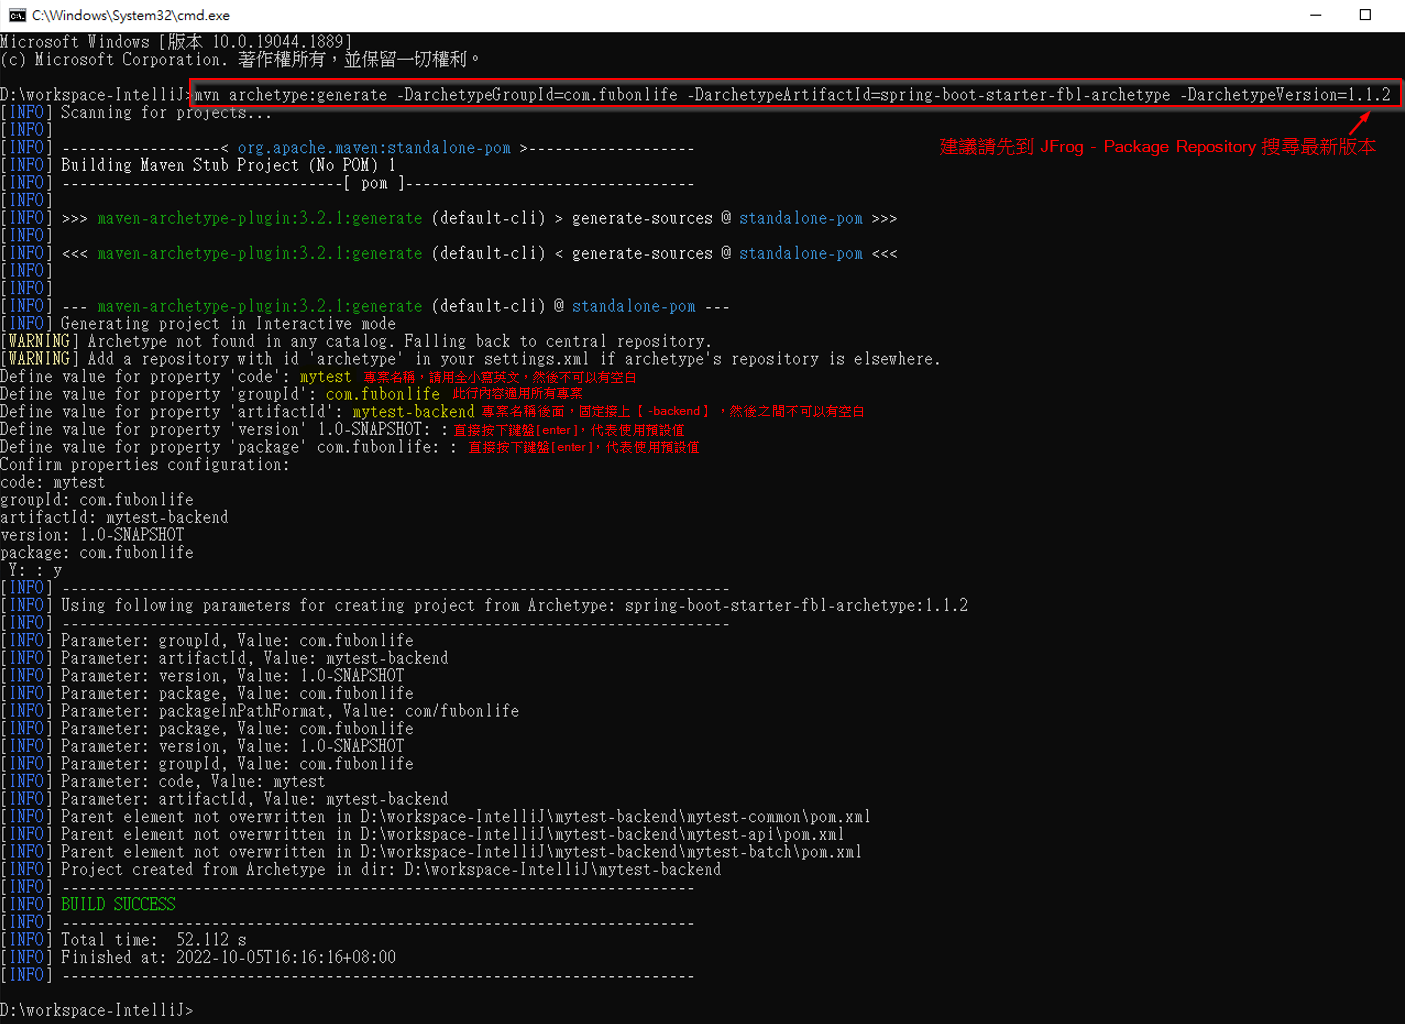 C:\Windows\System32\cmd.exe
Microsoft Windows [版本 10.0.19044.1889]
(c) Microsoft Corporation. 著作權所有，並保留一切權利。
D:\workspace-IntelliJ>mvn archetype:generate -DarchetypeGroupId=com.fubonlife -DarchetypeArtifactId=spring-boot-starter-fbl-archetype -DarchetypeVersion=1.1.2
[INFO] Scanning for projects...
[INFO]
建議請先到 JFrog - Package Repository 搜尋最新版本
[INFO] ------------------< org.apache.maven:standalone-pom >-------------------
[INFO] Building Maven Stub Project (No POM) 1
[INFO] --------------------------------[ pom ]---------------------------------
[INFO]
[INFO] >>> maven-archetype-plugin:3.2.1:generate (default-cli) > generate-sources @ standalone-pom >>>
[INFO]
[INFO] <<< maven-archetype-plugin:3.2.1:generate (default-cli) < generate-sources @ standalone-pom <<<
[INFO]
[INFO]
[INFO] --- maven-archetype-plugin:3.2.1:generate (default-cli) @ standalone-pom ---
[INFO] Generating project in Interactive mode
[WARNING] Archetype not found in any catalog. Falling back to central repository.
[WARNING] Add a repository with id 'archetype' in your settings.xml if archetype's repository is elsewhere.
Define value for property 'code': mytest 專案名稱，請用全小寫英文，然後不可以有空白
Define value for property 'groupId': com.fubonlife 此行內容適用所有專案
Define value for property 'artifactId': mytest-backend 專案名稱後面，固定接上【 -backend 】，然後之間不可以有空白
Define value for property 'version' 1.0-SNAPSHOT: : 直接按下鍵盤[enter]，代表使用預設值
Define value for property 'package' com.fubonlife: : 直接按下鍵盤[enter]，代表使用預設值
Confirm properties configuration:
code: mytest
groupId: com.fubonlife
artifactId: mytest-backend
version: 1.0-SNAPSHOT
package: com.fubonlife
Y: : y
[INFO] ----------------------------------------------------------------------------
[INFO] Using following parameters for creating project from Archetype: spring-boot-starter-fbl-archetype:1.1.2
[INFO] ----------------------------------------------------------------------------
[INFO] Parameter: groupId, Value: com.fubonlife
[INFO] Parameter: artifactId, Value: mytest-backend
[INFO] Parameter: version, Value: 1.0-SNAPSHOT
[INFO] Parameter: package, Value: com.fubonlife
[INFO] Parameter: packageInPathFormat, Value: com/fubonlife
[INFO] Parameter: package, Value: com.fubonlife
[INFO] Parameter: version, Value: 1.0-SNAPSHOT
[INFO] Parameter: groupId, Value: com.fubonlife
[INFO] Parameter: code, Value: mytest
[INFO] Parameter: artifactId, Value: mytest-backend
[INFO] Parent element not overwritten in D:\workspace-IntelliJ\mytest-backend\mytest-common\pom.xml
[INFO] Parent element not overwritten in D:\workspace-IntelliJ\mytest-backend\mytest-api\pom.xml
[INFO] Parent element not overwritten in D:\workspace-IntelliJ\mytest-backend\mytest-batch\pom.xml
[INFO] Project created from Archetype in dir: D:\workspace-IntelliJ\mytest-backend
[INFO] ------------------------------------------------------------------------
[INFO] BUILD SUCCESS
[INFO] ------------------------------------------------------------------------
[INFO] Total time:  52.112 s
[INFO] Finished at: 2022-10-05T16:16:16+08:00
[INFO] ------------------------------------------------------------------------
D:\workspace-IntelliJ>